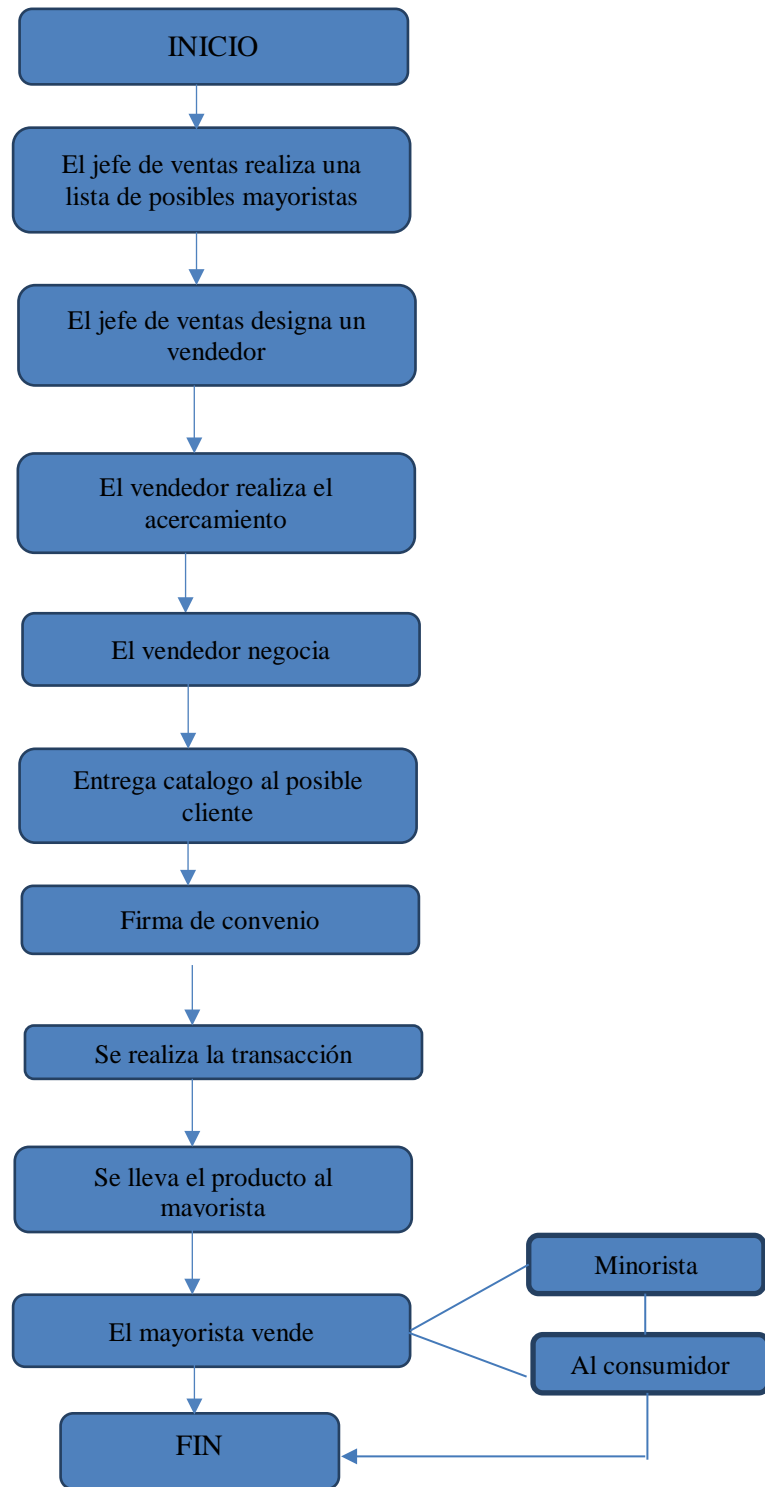 INICIO
El jefe de ventas realiza una
lista de posibles mayoristas
El jefe de ventas designa un
vendedor
El vendedor realiza el
acercamiento
El vendedor negocia
Entrega catalogo al posible
cliente
Firma de convenio
Se realiza la transacción
Se lleva el producto al
mayorista
Minorista
El mayorista vende
Al consumidor
FIN